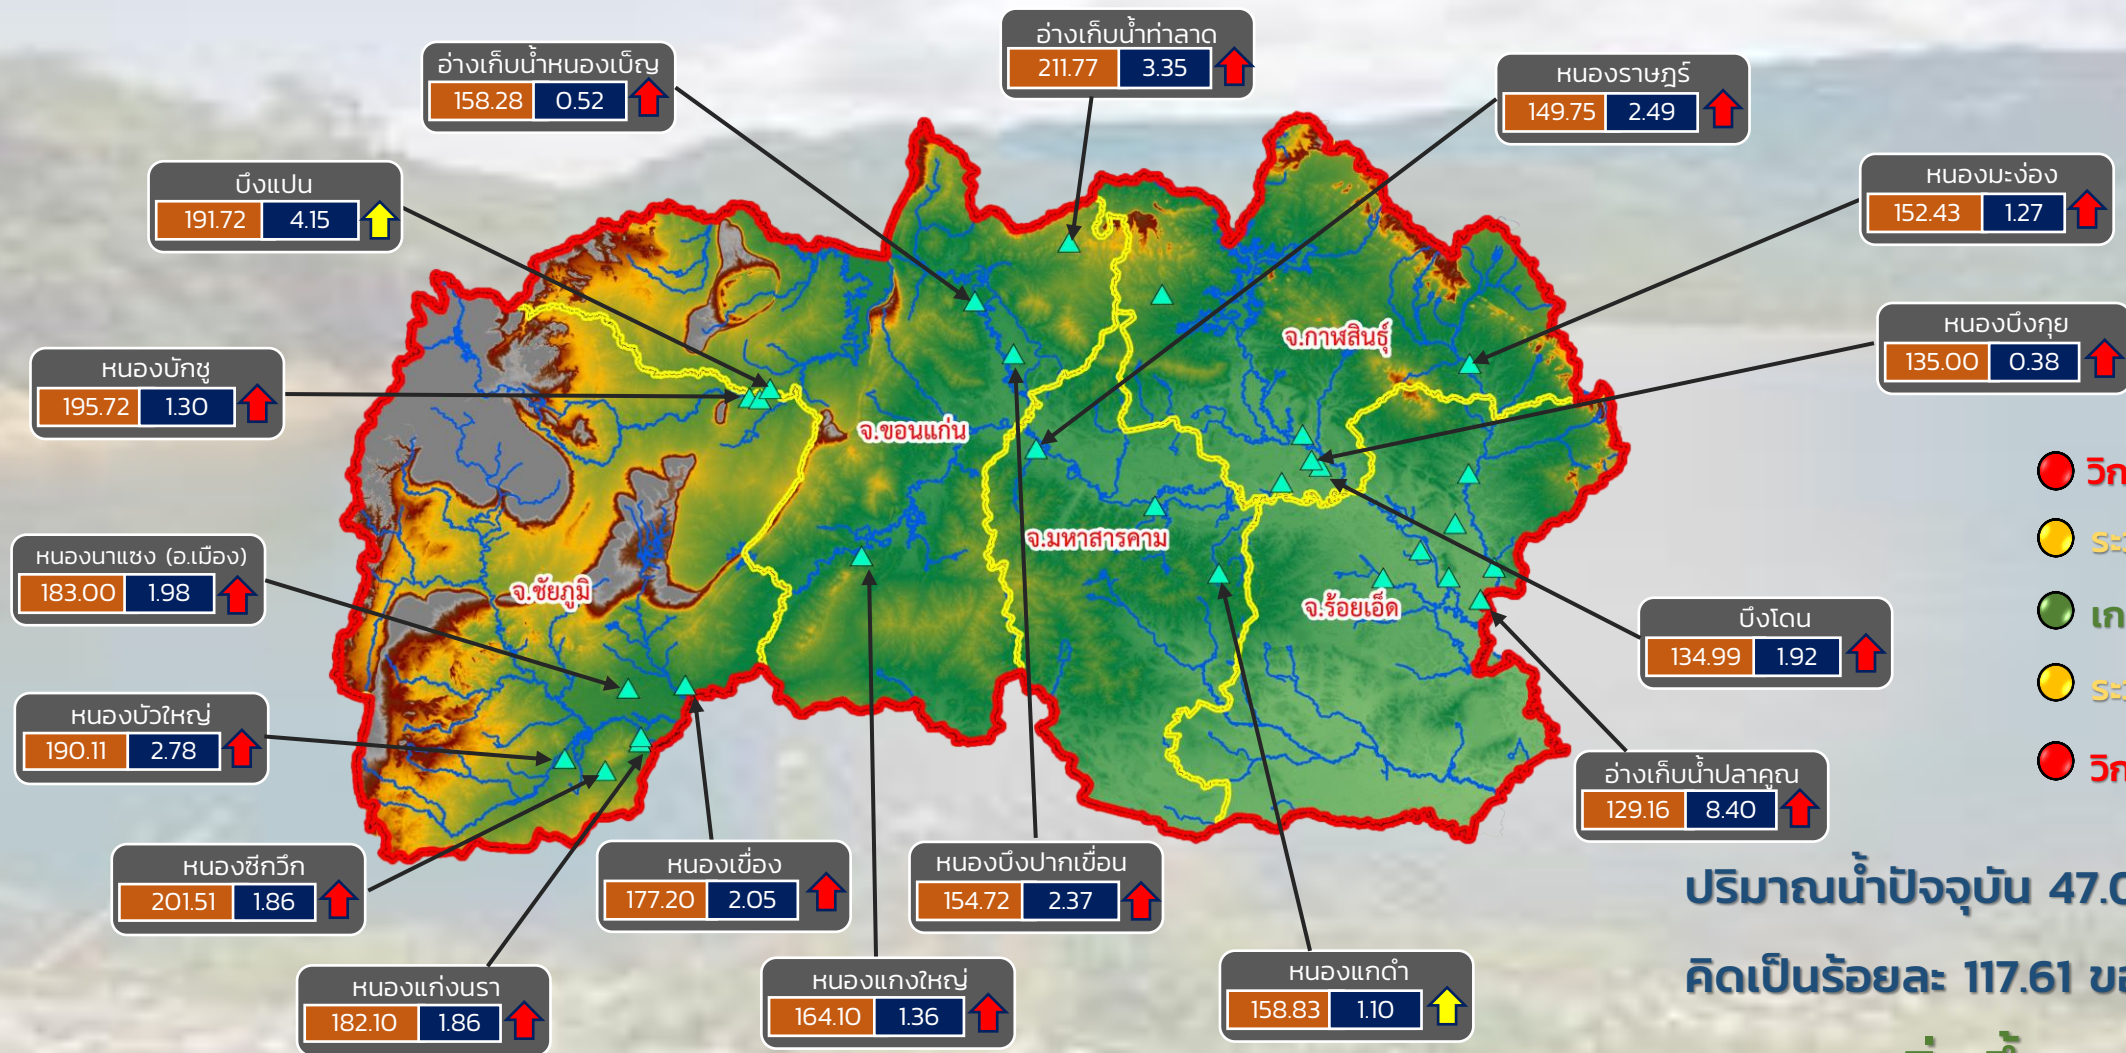 อ่างเก็บน้ำท่าลาด
211.77 3.35
อ่างเก็บน้ำหนองเบ็ญ
158.28 0.52
หนองราษฎร์
149.75 2.49
บึงแปน
191.72 4.15
หนองมะง่อง
152.43 1.27
หนองบึงกุย
135.00 0.38
หนองบักชู
195.72 1.30
จ.กาฬสินธุ์
จ.ขอนแก่น
จ.มหาสารคาม
จ.ชัยภูมิ
จ.ร้อยเอ็ด
หนองนาแซง (อ.เมือง)
183.00 1.98
บึงโดน
134.99 1.92
หนองบัวใหญ่
190.11 2.78
อ่างเก็บน้ำปลาคูณ
129.16 8.40
หนองซีกวึก
201.51 1.86
หนองเขื่อง
177.20 2.05
หนองบึงปากเขื่อน
154.72 2.37
หนองแก่งนรา
182.10 1.86
หนองแกงใหญ่
164.10 1.36
หนองแกดำ
158.83 1.10
วิก
ระ
เก
ระ
วิก
ปริมาณน้ำปัจจุบัน 47.0
คิดเป็นร้อยละ 117.61 ขอ